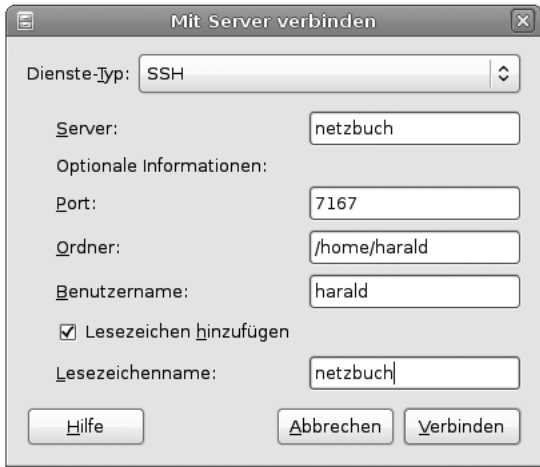 Mit Server verbinden
Dienste-Typ: SSH
Server: netzbuch
Optionale Informationen:
Port: 7167
Ordner: /home/harald
Benutzername: harald
Lesezeichen hinzufügen
Lesezeichenname: netzbuch
Hilfe Abbrechen Verbinden